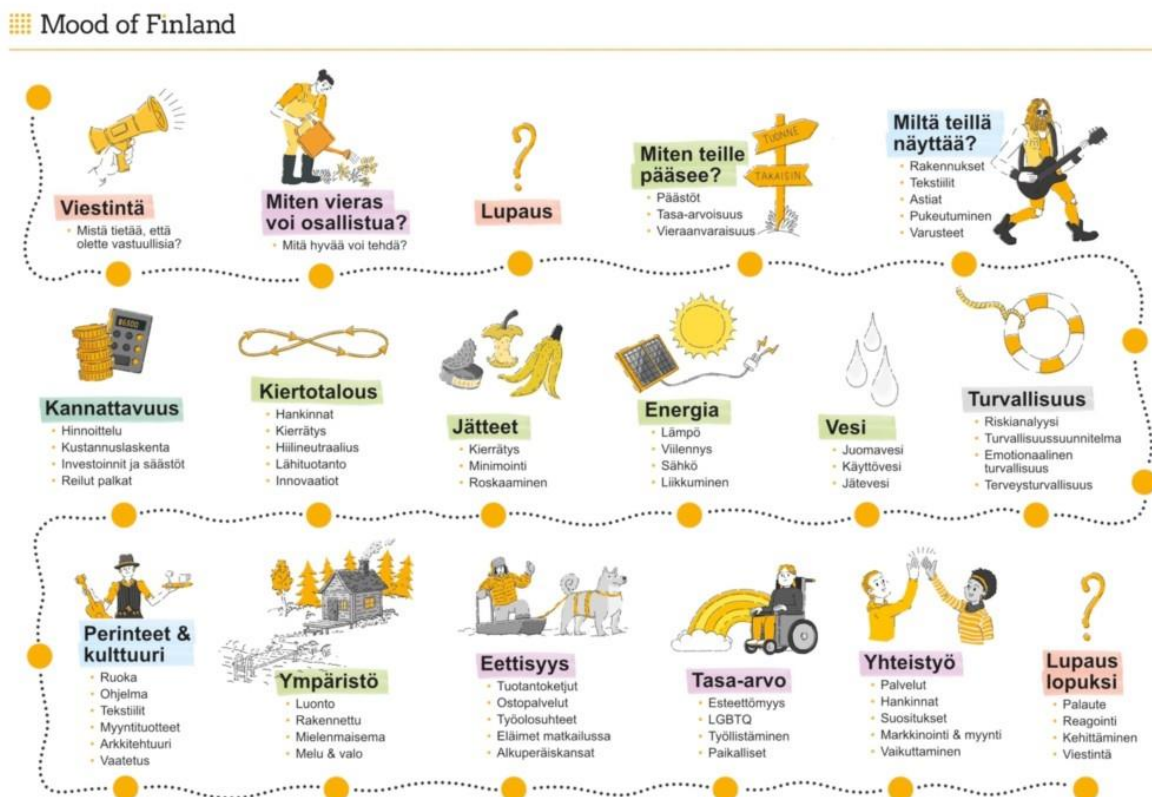 Mood of Finland
Viestintä
• Mistä tietää, että
olette vastuullisia?
Miten vieras
voi osallistua?
• Mitä hyvää voi tehdä?
Lupaus
Miten teille
pääsee?
• Päästöt
• Tasa-arvoisuus
• Vieraanvaraisuus
TUONNE
TAKAISIN
Miltä teillä
näyttää?
• Rakennukset
• Tekstiilit
• Astiat
• Pukeutuminen
• Varusteet
Kannattavuus
• Hinnoittelu
• Kustannuslaskenta
• Investoinnit ja säästöt
• Reilut palkat
Kiertotalous
• Hankinnat
• Kierrätys
• Hiilineutraalius
• Lähituotanto
• Innovaatiot
Jätteet
• Kierrätys
• Minimointi
• Roskaaminen
Energia
• Lämpö
• Viilennys
• Sähkö
• Liikkuminen
Vesi
• Juomavesi
• Käyttövesi
• Jätevesi
Turvallisuus
• Riskianalyysi
• Turvallisuussuunnitelma
• Emotionaalinen
turvallisuus
• Terveysturvallisuus
Perinteet &
kulttuuri
• Ruoka
• Ohjelma
• Tekstiilit
• Myyntituotteet
• Arkkitehtuuri
• Vaatetus
Ympäristö
• Luonto
• Rakennettu
• Mielenmaisema
• Melu & valo
Eettisyys
• Tuotantoketjut
• Ostopalvelut
• Työolosuhteet
• Eläimet matkailussa
• Alkuperäiskansat
Tasa-arvo
• Esteettömyys
• LGBTQ
• Työllistäminen
• Paikalliset
Yhteistyö
• Palvelut
• Hankinnat
• Suositukset
• Markkinointi & myynti
• Vaikuttaminen
Lupaus
lopuksi
• Palaute
• Reagointi
• Kehittäminen
• Viestintä